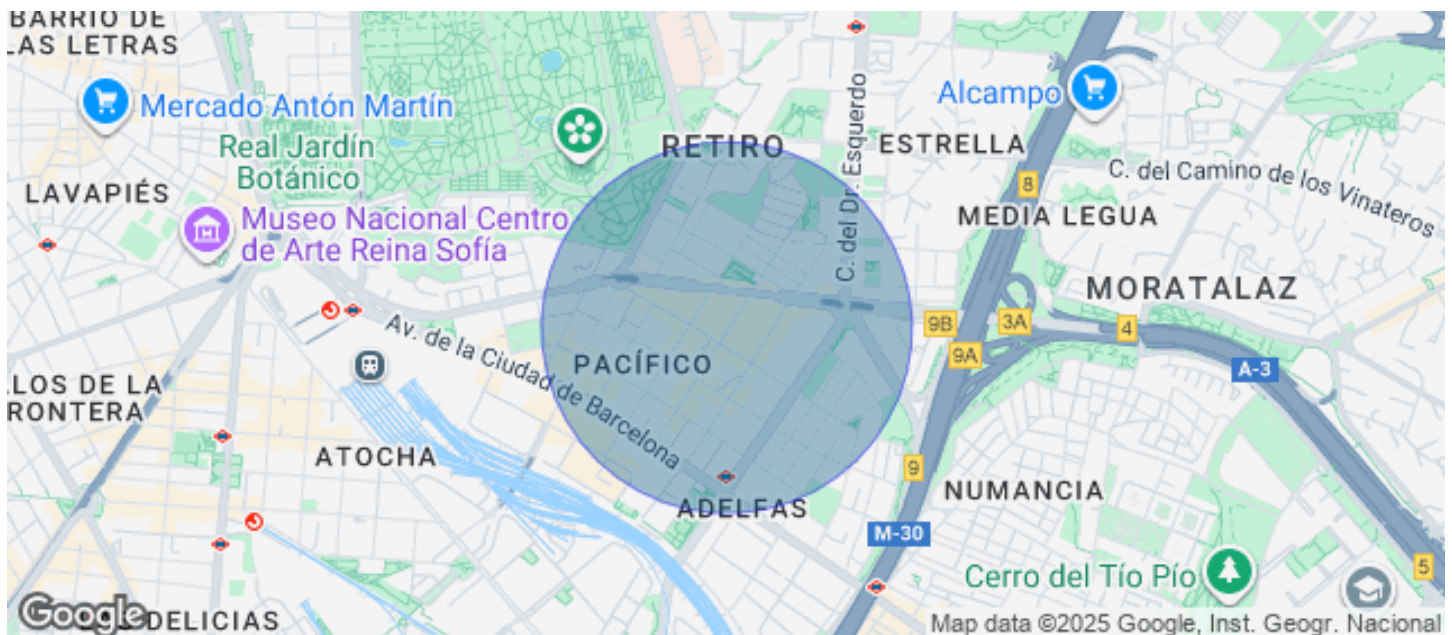 BARRIO DE
LAS LETRAS
Mercado Antón Martín
Real Jardín
Botánico
LAVAPIÉS
Museo Nacional Centro
de Arte Reina Sofía
RETIRO
C. del Dr. Esquerdo
ESTRELLA
Alcampo
C. del Camino de los Vinateros
8
MEDIA LEGUA
MORATALAZ
9B
3A
4
9A
A-3
Av. de la Ciudad de Barcelona
PACÍFICO
LOS DE LA
RONTERA
ATOCHA
9
NUMANCIA
ADELFAS
M-30
Cerro del Tío Pío
5
Google
DELICIAS
Map data ©2025 Google, Inst. Geogr. Nacional